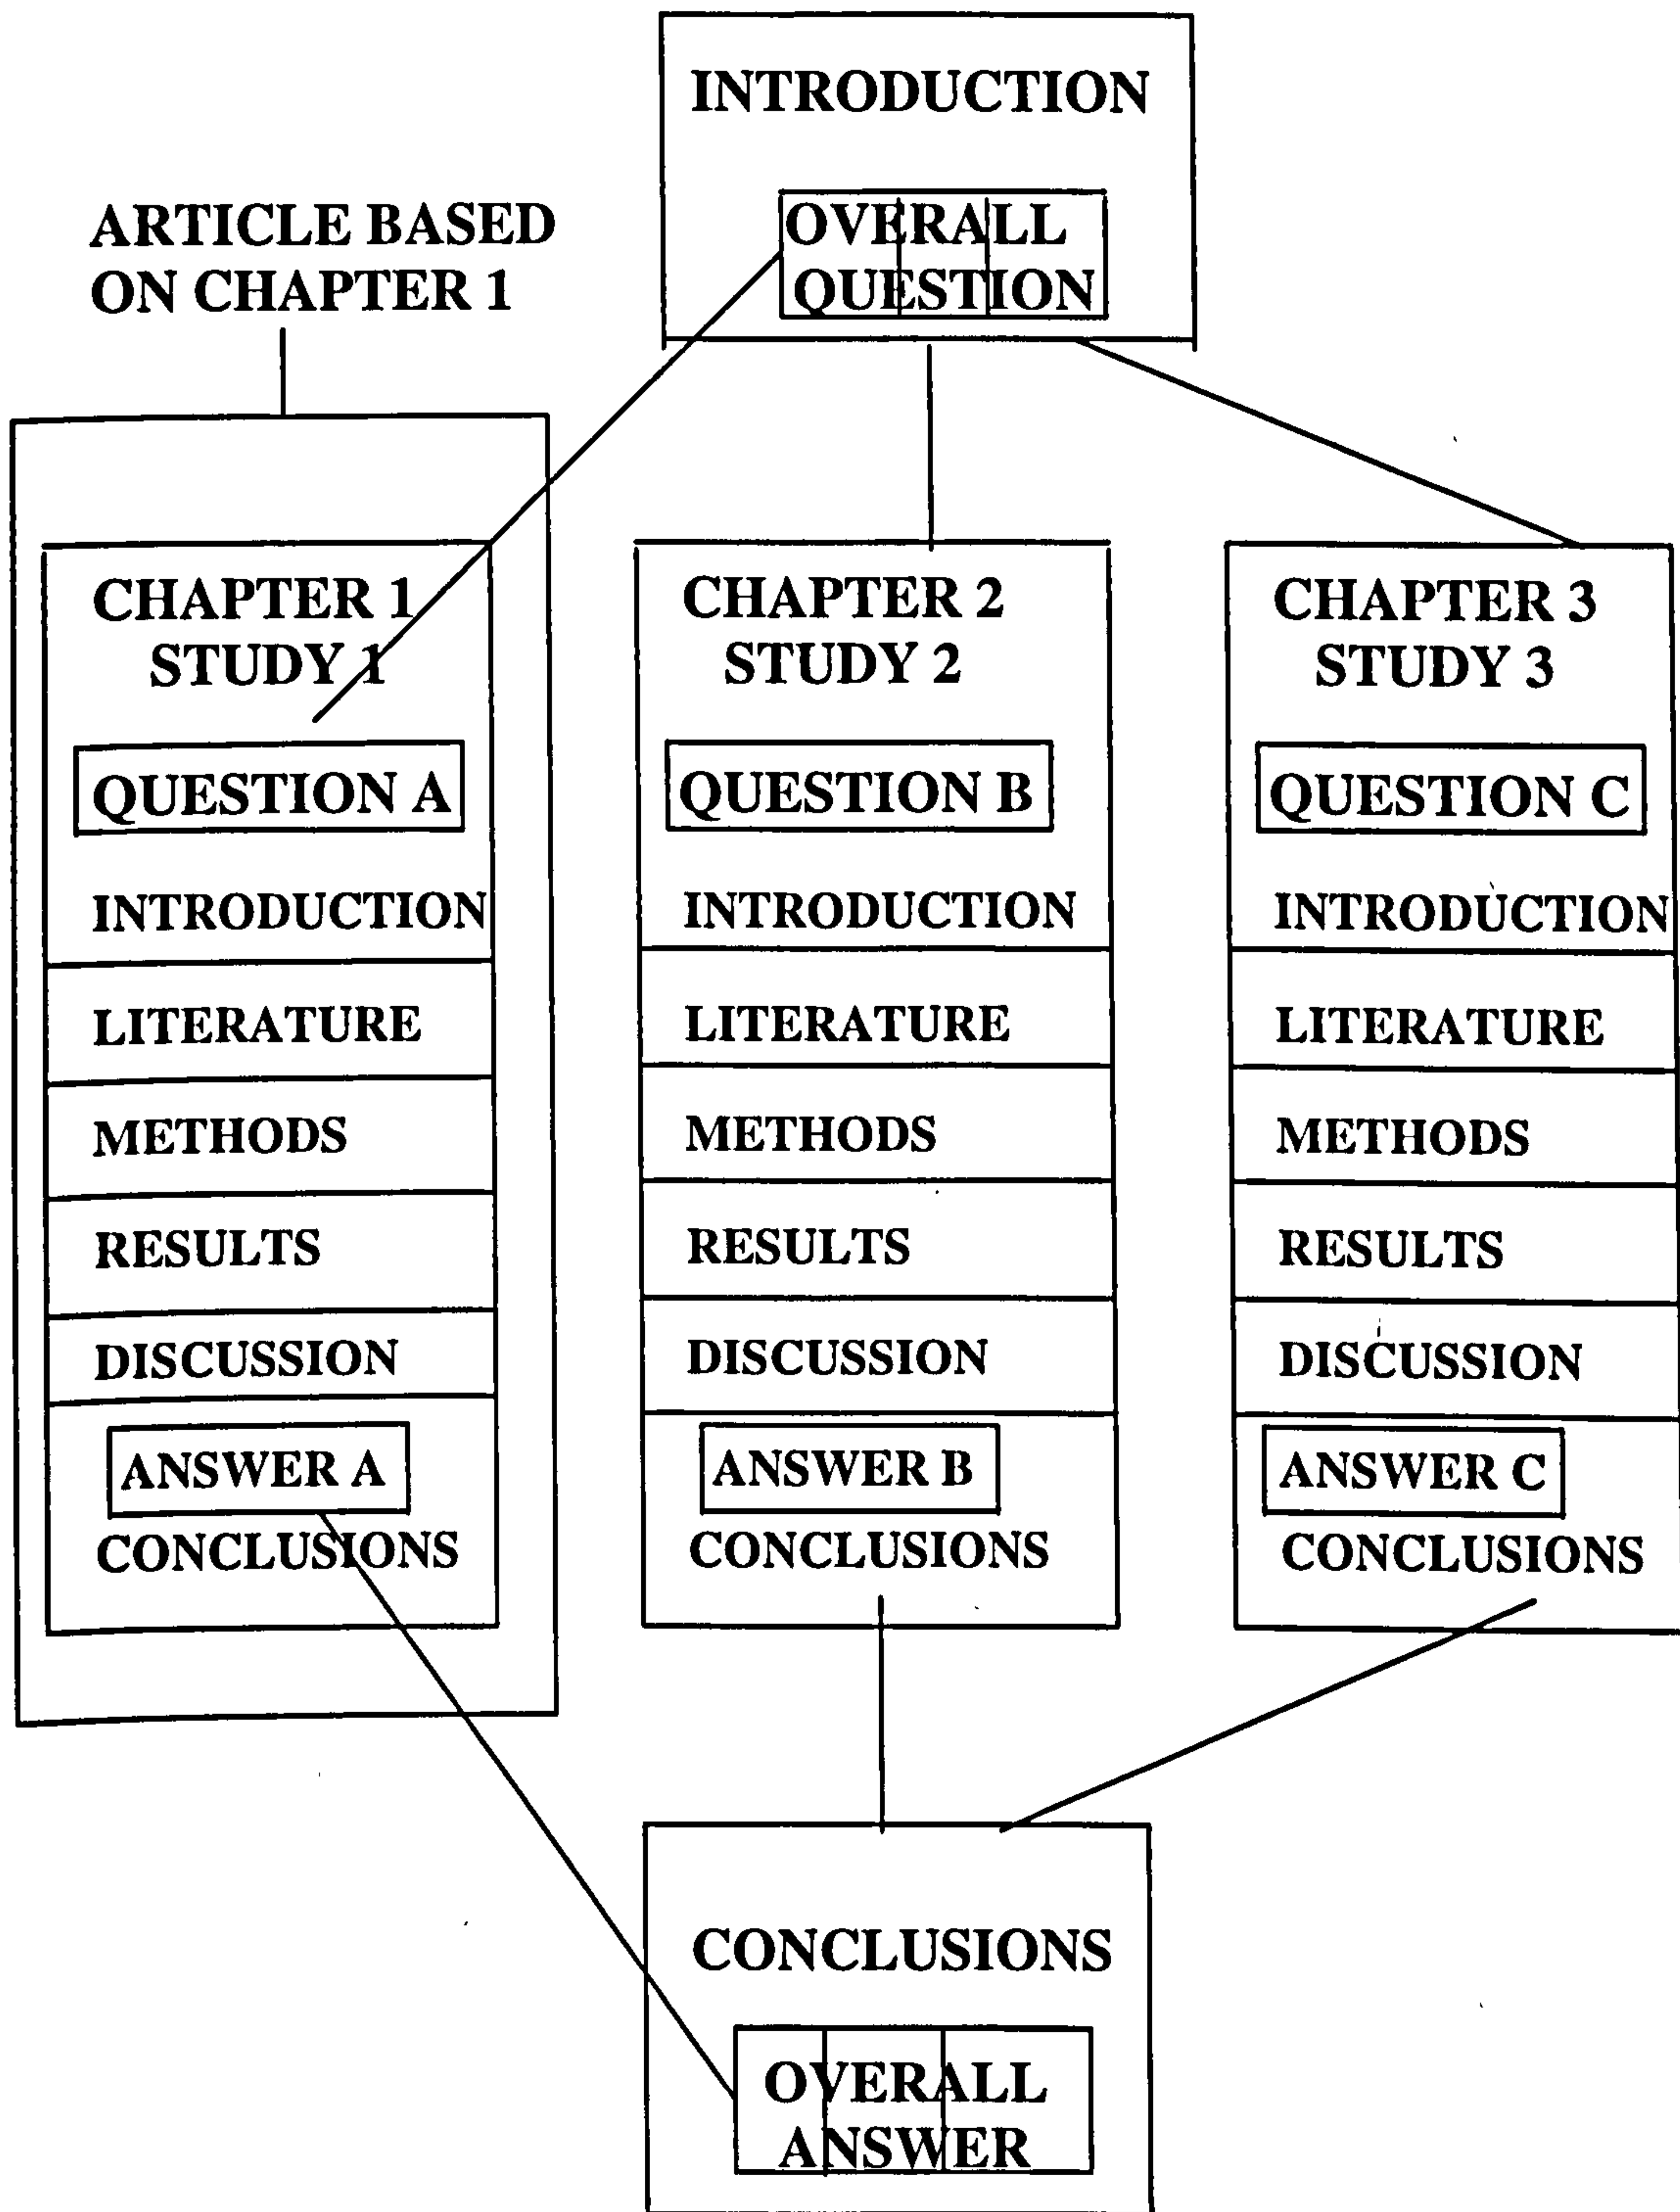 INTRODUCTION
OVERALL
QUESTION
ARTICLE BASED
ON CHAPTER 1
CHAPTER 1
STUDY 1
QUESTION A
INTRODUCTION
LITERATURE
METHODS
RESULTS
DISCUSSION
ANSWER A
CONCLUSIONS
CHAPTER 2
STUDY 2
QUESTION B
INTRODUCTION
LITERATURE
METHODS
RESULTS
DISCUSSION
ANSWER B
CONCLUSIONS
CHAPTER 3
STUDY 3
QUESTION C
INTRODUCTION
LITERATURE
METHODS
RESULTS
DISCUSSION
ANSWER C
CONCLUSIONS
CONCLUSIONS
OVERALL
ANSWER